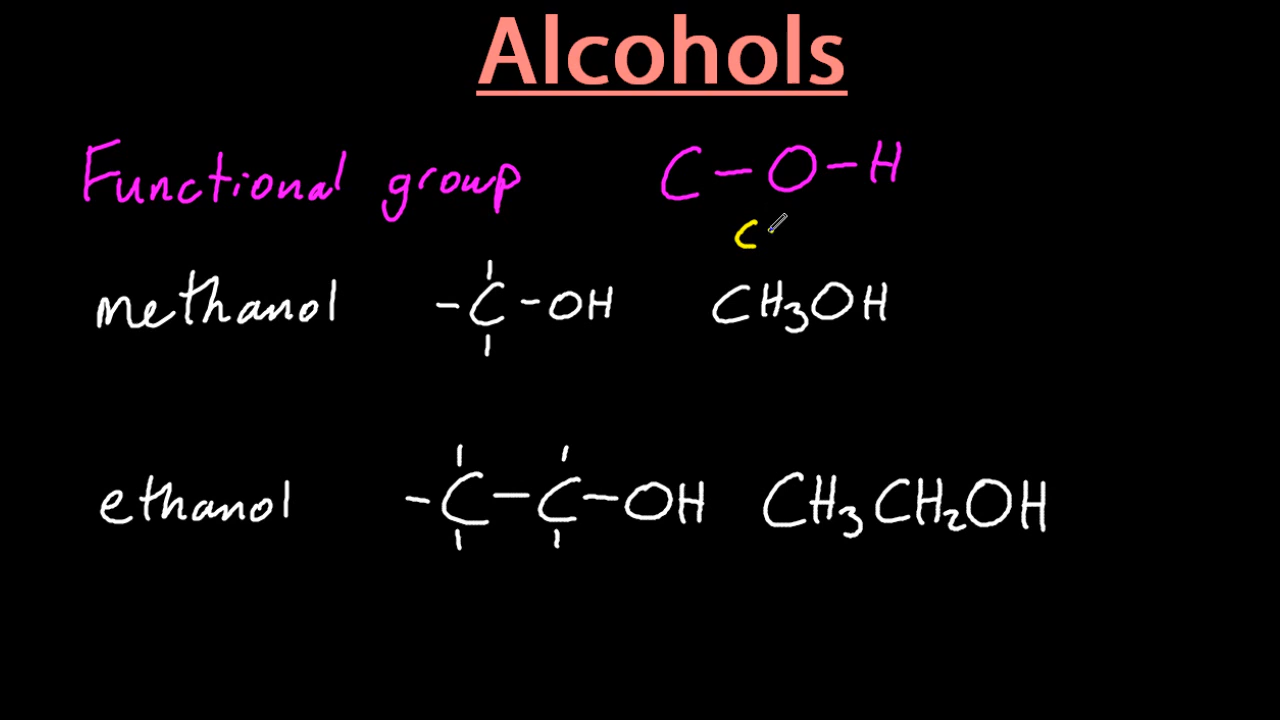 Alcohols
Functional group C-O-H
C
methanol -C-OH CH₃OH
ethanol -C-C-OH CH₃CH₂OH